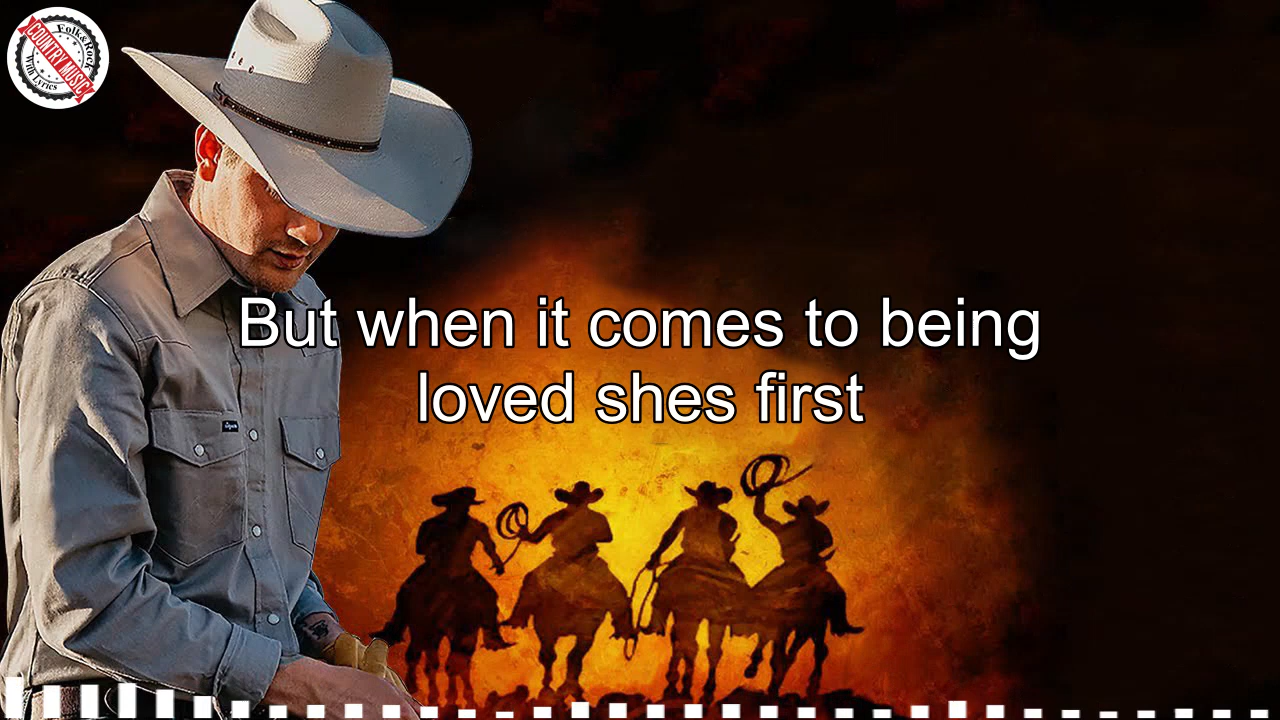 Folk&Rock
COUNTRY MUSIC
With Lyrics
But when it comes to being
loved shes first